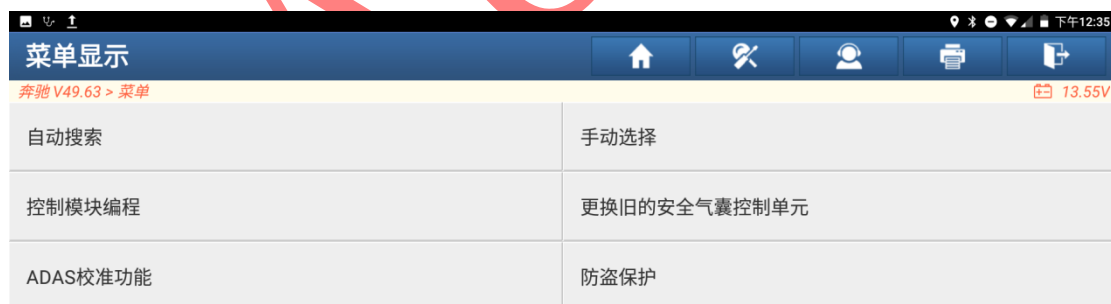 下午12:35
菜单显示
奔驰 V49.63 > 菜单
13.55V
自动搜索
手动选择
控制模块编程
更换旧的安全气囊控制单元
ADAS校准功能
防盗保护